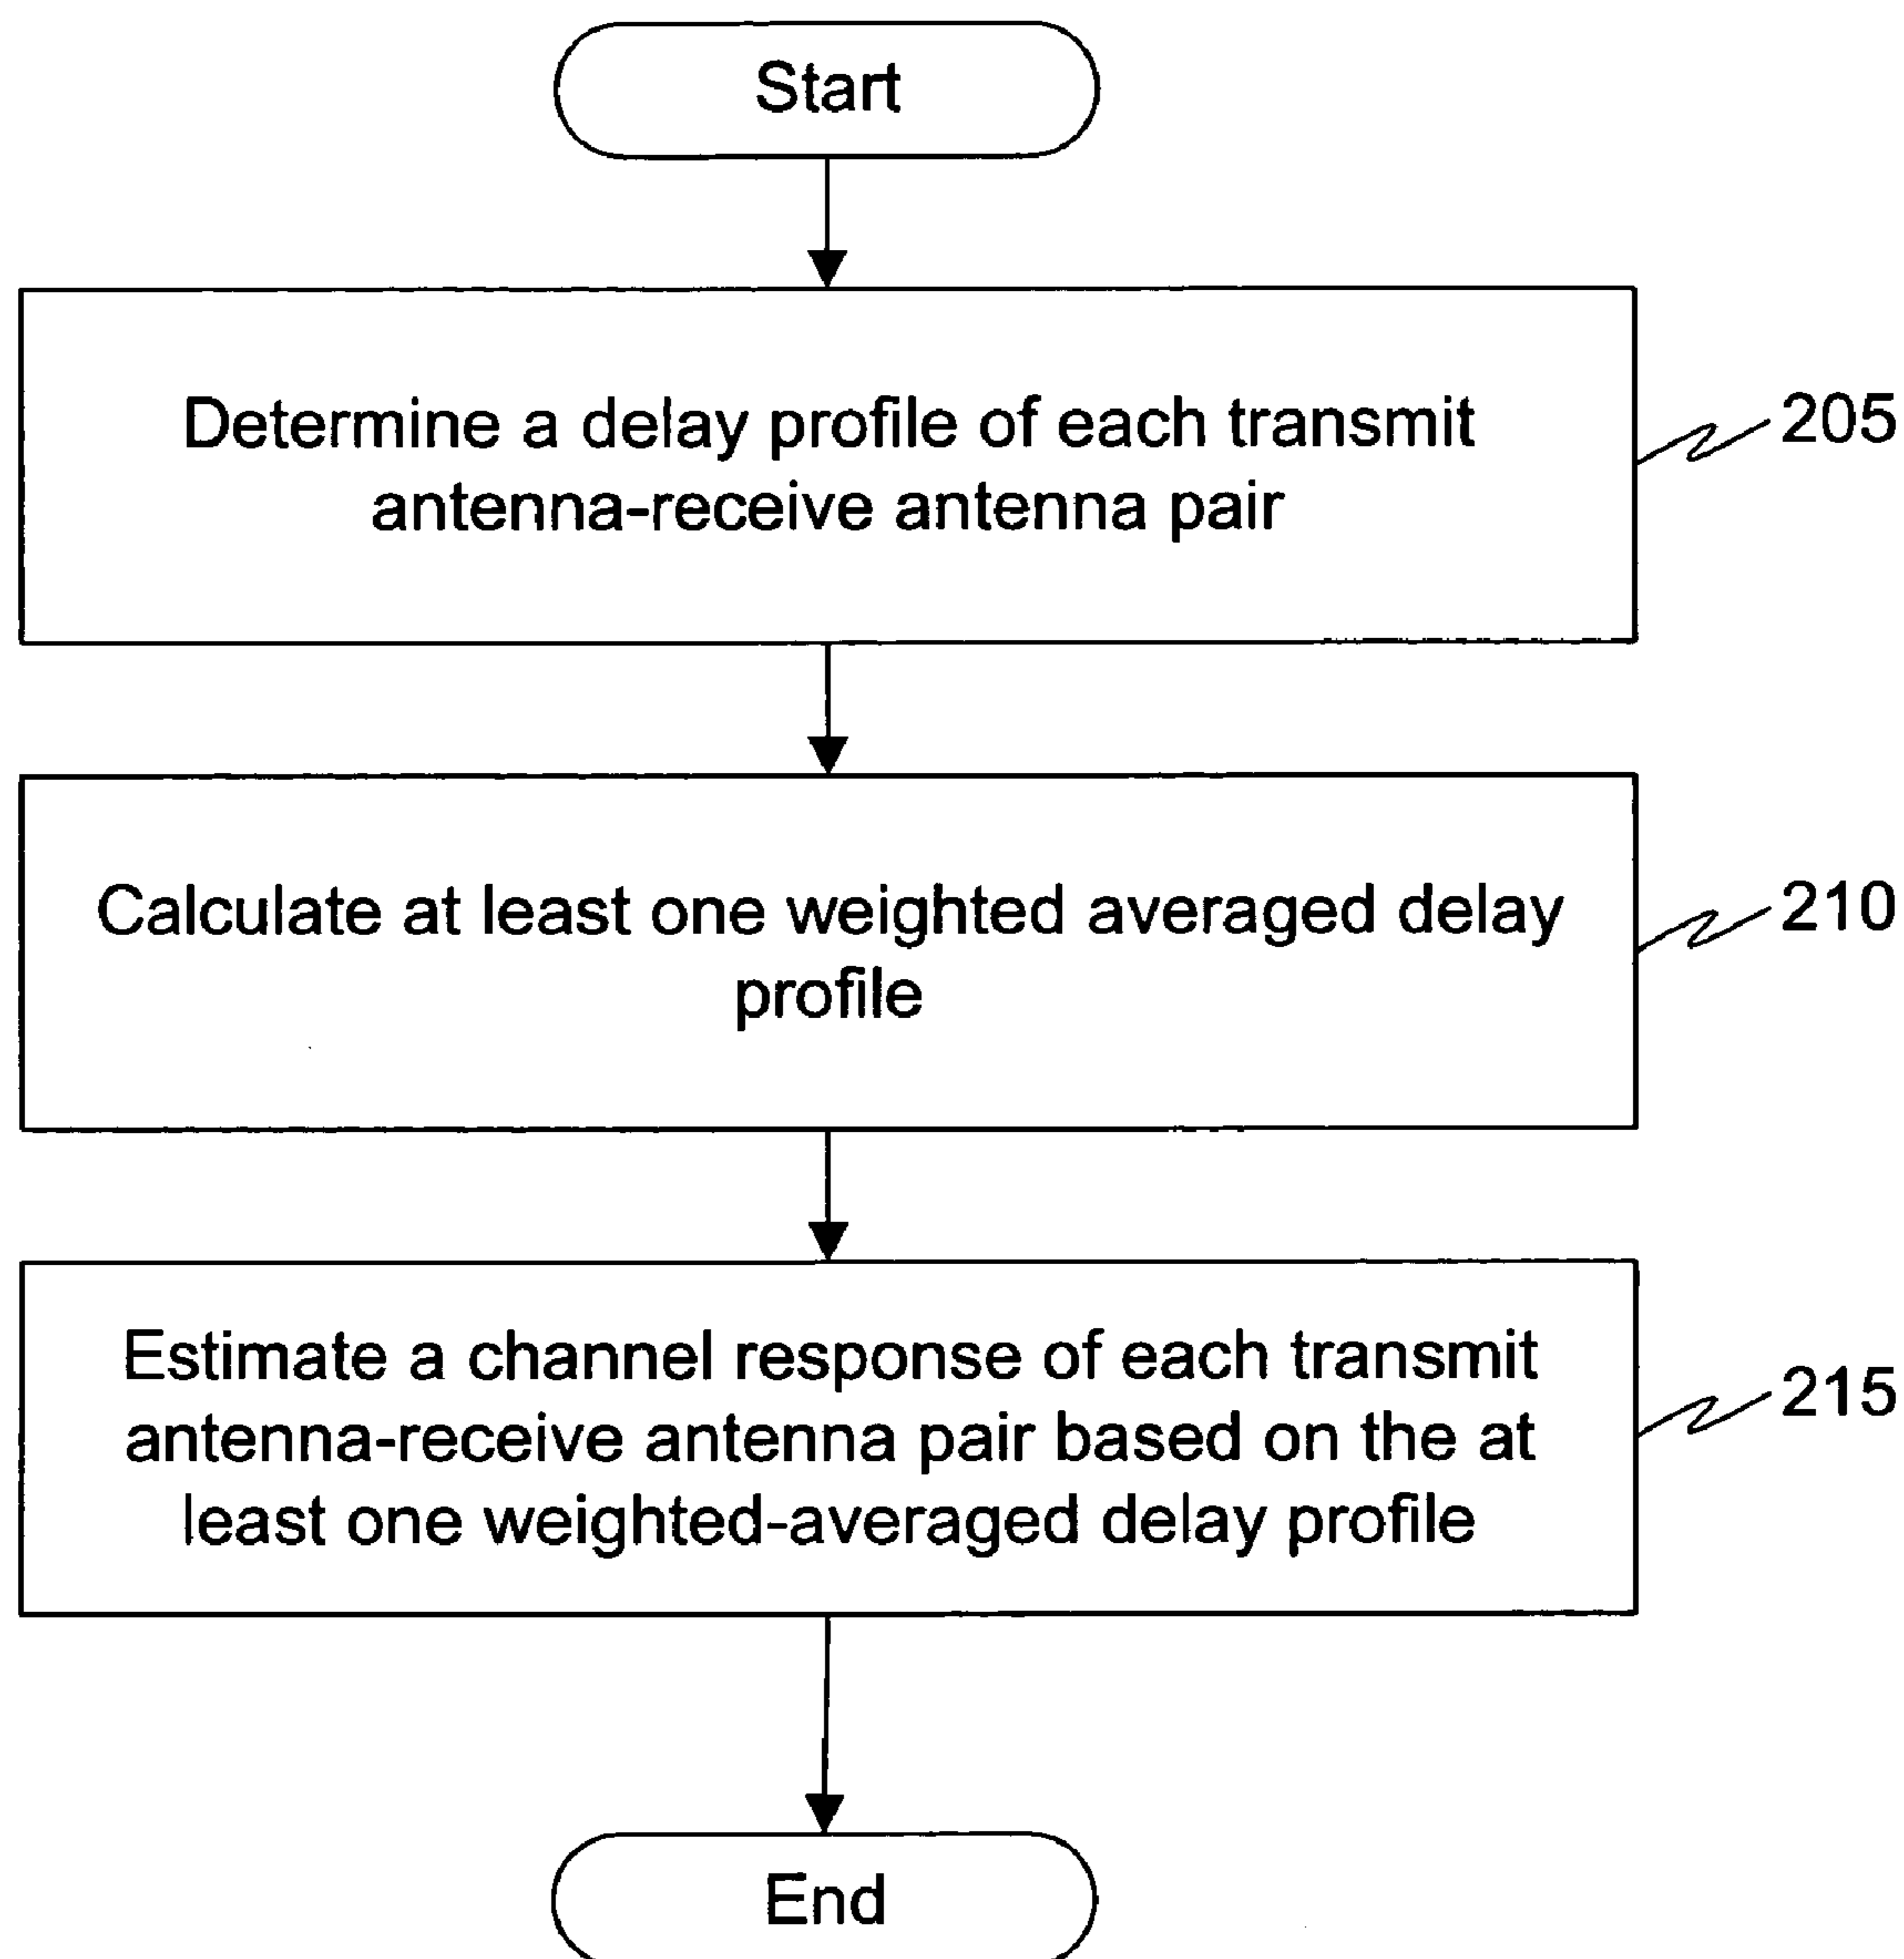 Start
Determine a delay profile of each transmit
antenna-receive antenna pair
205
Calculate at least one weighted averaged delay
profile
210
Estimate a channel response of each transmit
antenna-receive antenna pair based on the at
least one weighted-averaged delay profile
215
End